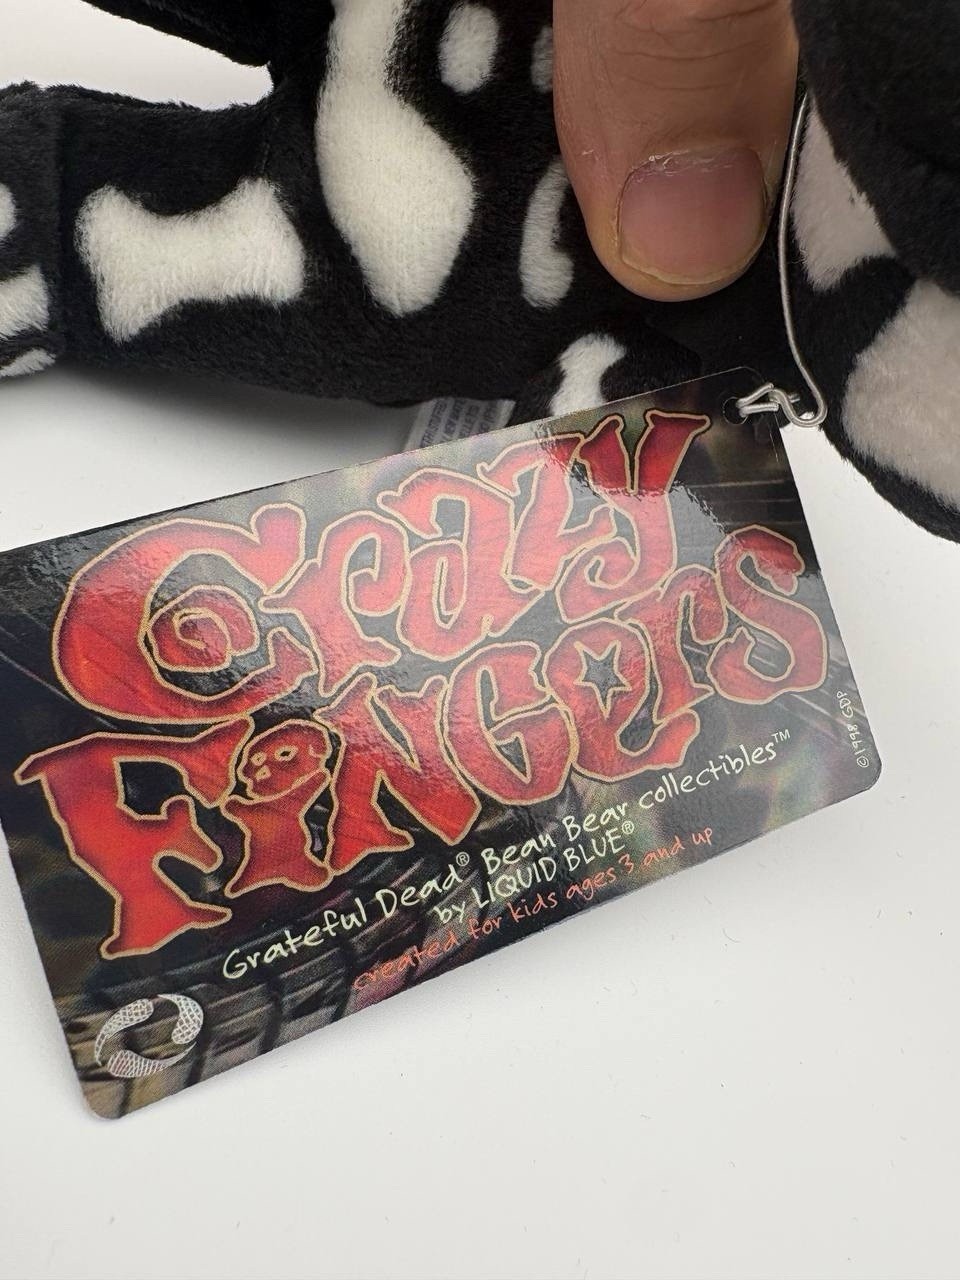 Crazy
FiNGers
Grateful Dead® Bean Bear collectibles™
by LIQUID BLUE®
created for kids ages 3 and up
©1998 GDP